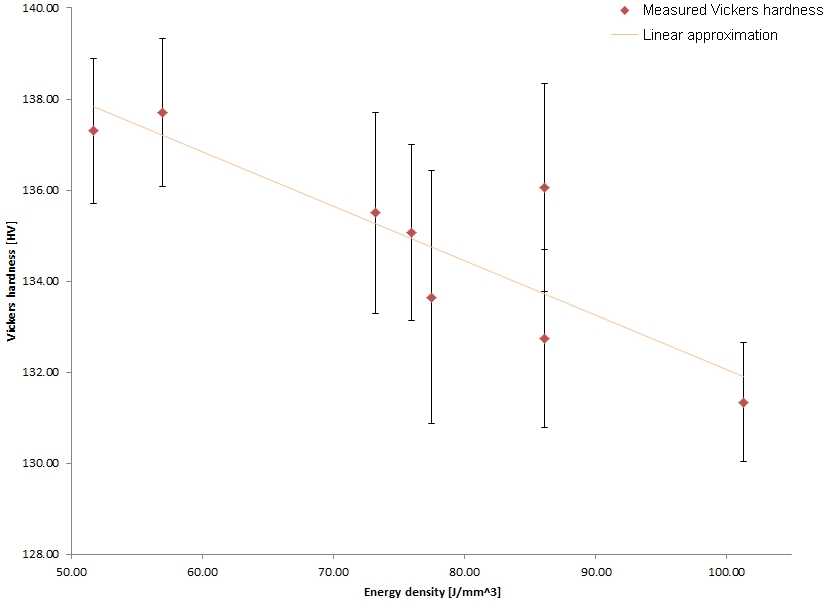 140.00
Measured Vickers hardness
Linear approximation
138.00
136.00
134.00
132.00
130.00
128.00
Vickers hardness [HV]
50.00 60.00 70.00 80.00 90.00 100.00
Energy density [J/mm^3]